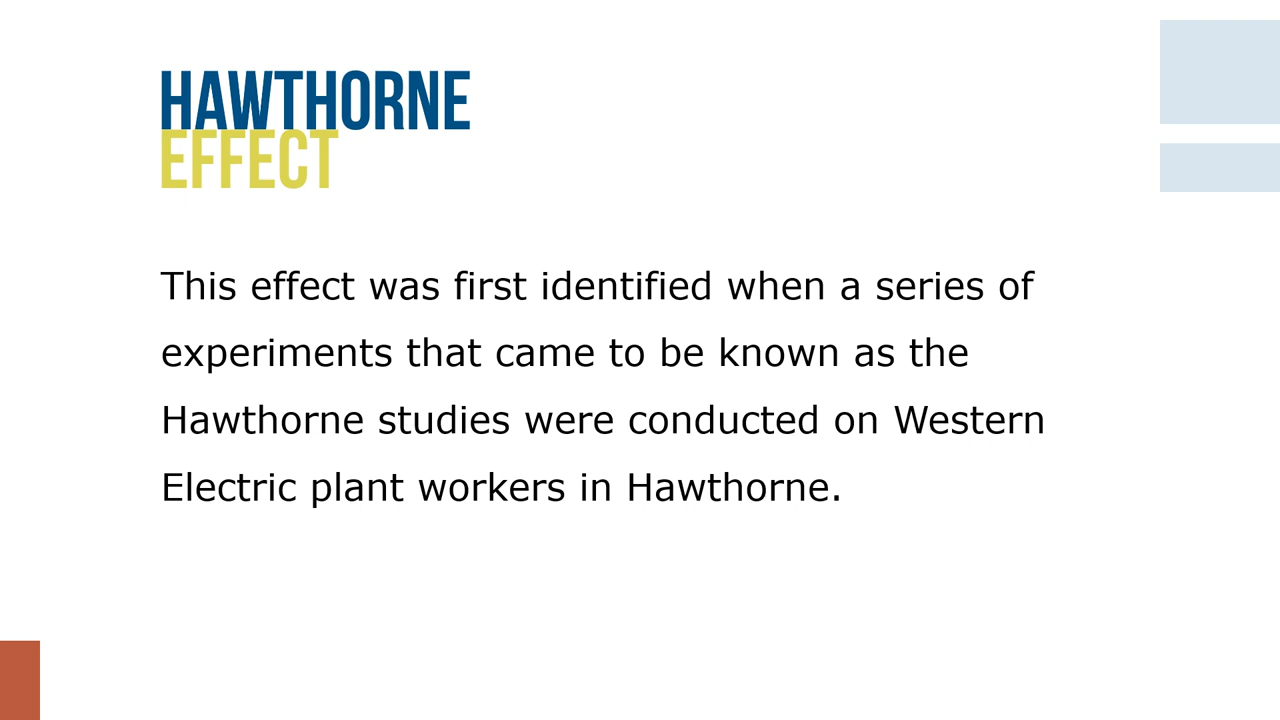 HAWTHORNE
EFFECT
This effect was first identified when a series of
experiments that came to be known as the
Hawthorne studies were conducted on Western
Electric plant workers in Hawthorne.